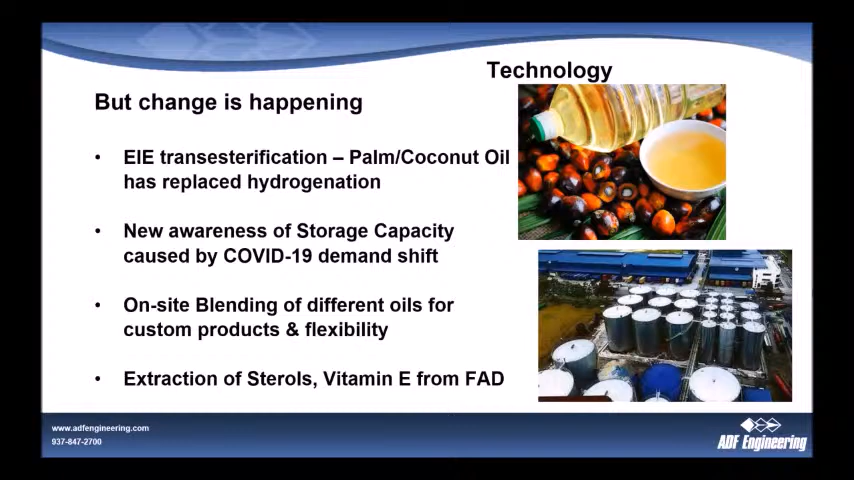 Technology
But change is happening
• EIE transesterification – Palm/Coconut Oil
has replaced hydrogenation
• New awareness of Storage Capacity
caused by COVID-19 demand shift
• On-site Blending of different oils for
custom products & flexibility
• Extraction of Sterols, Vitamin E from FAD
www.adfengineering.com
937-847-2700
ADF Engineering